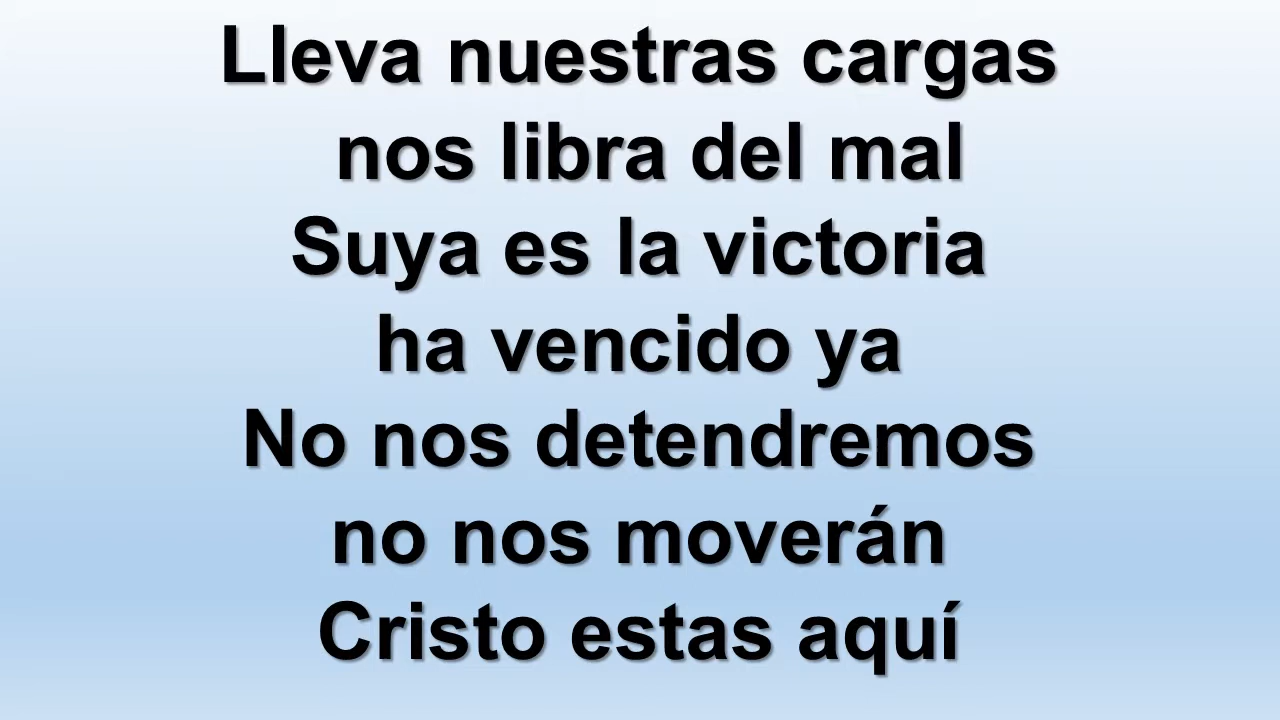 Lleva nuestras cargas
nos libra del mal
Suya es la victoria
ha vencido ya
No nos detendremos
no nos moverán
Cristo estas aquí